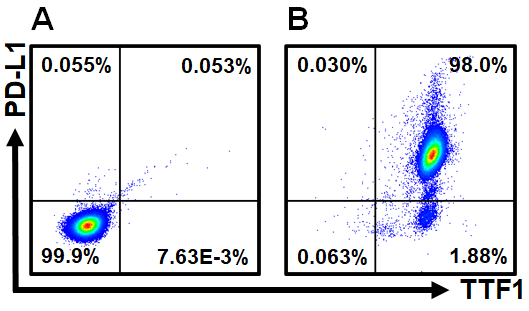 A B
PD-L1
0.055% 0.053%
0.030% 98.0%
99.9% 7.63E-3%
0.063% 1.88%
TTF1